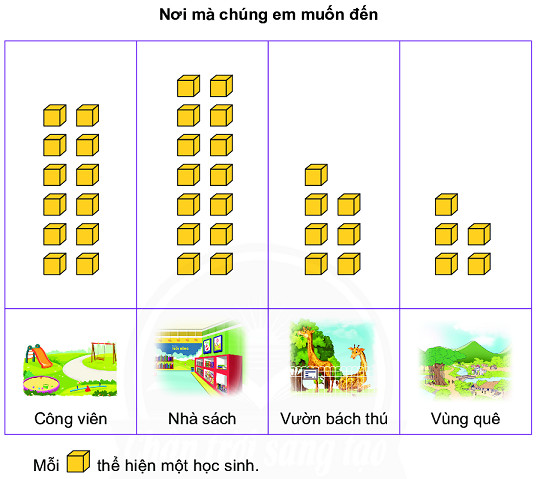 Nơi mà chúng em muốn đến
Công viên
Nhà sách
Vườn bách thú
Vùng quê
Mỗi thể hiện một học sinh.